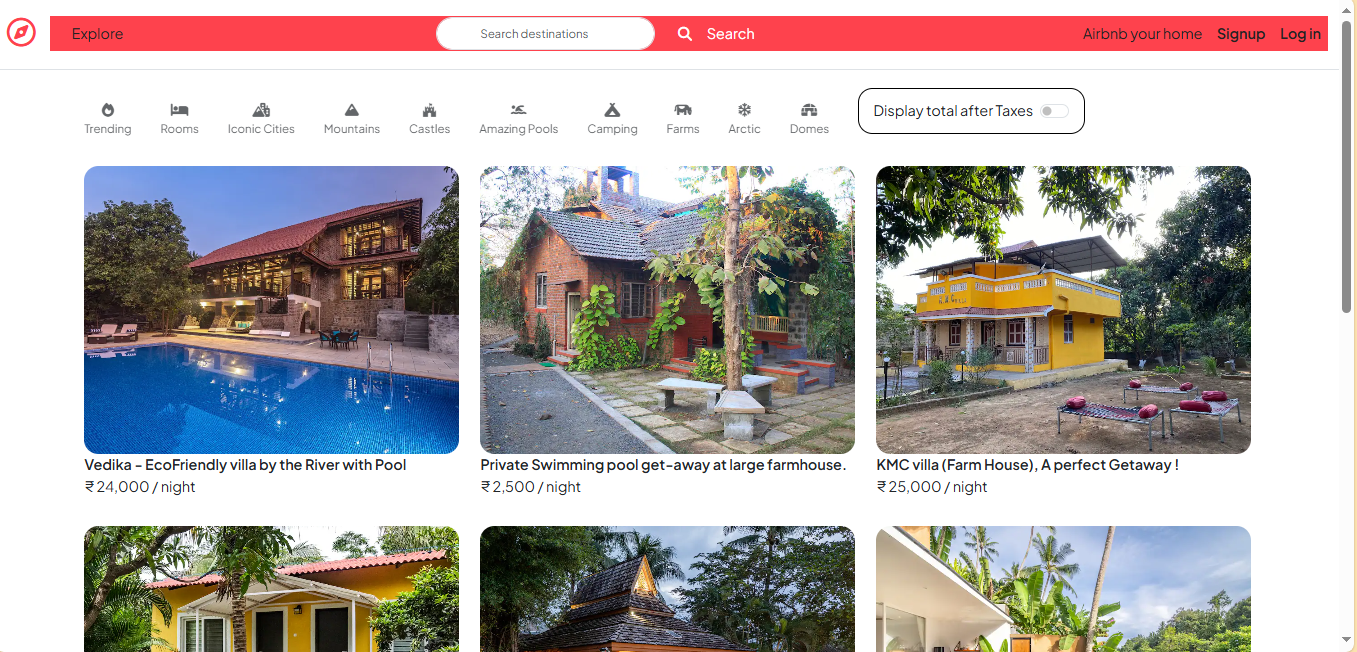 Explore
Search destinations
Search
Airbnb your home Signup Log in
Trending Rooms Iconic Cities Mountains Castles Amazing Pools Camping Farms Arctic Domes
Display total after Taxes
Vedika - EcoFriendly villa by the River with Pool
₹ 24,000 / night
Private Swimming pool get-away at large farmhouse.
₹ 2,500 / night
KMC villa (Farm House), A perfect Getaway !
₹ 25,000 / night